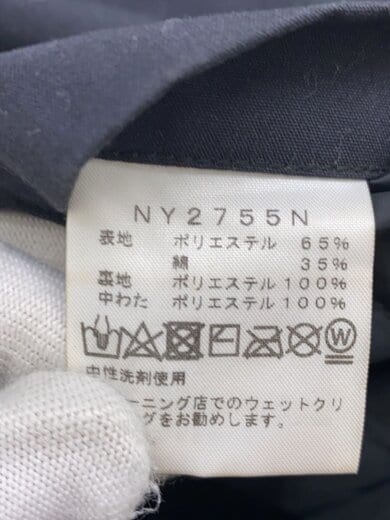 NY2755N
表地 ポリエステル 65%
綿 35%
裏地 ポリエステル 100%
中わた ポリエステル 100%
W
中性洗剤使用
ーニング店でのウェットクリ
グをお勧めします。